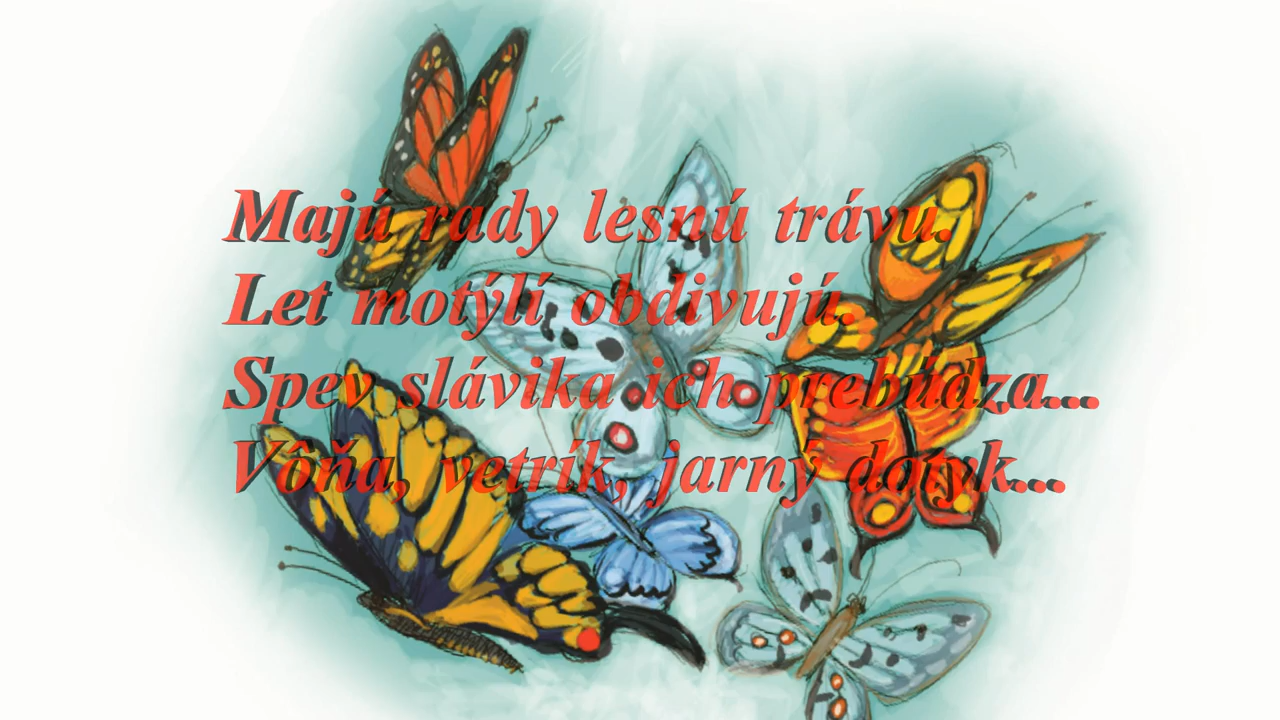 Majú rady lesnú trávu.
Let motýlí obdivujú.
Spev slávika ich prebúdza...
Vôňa, vetrík, jarný dotyk...